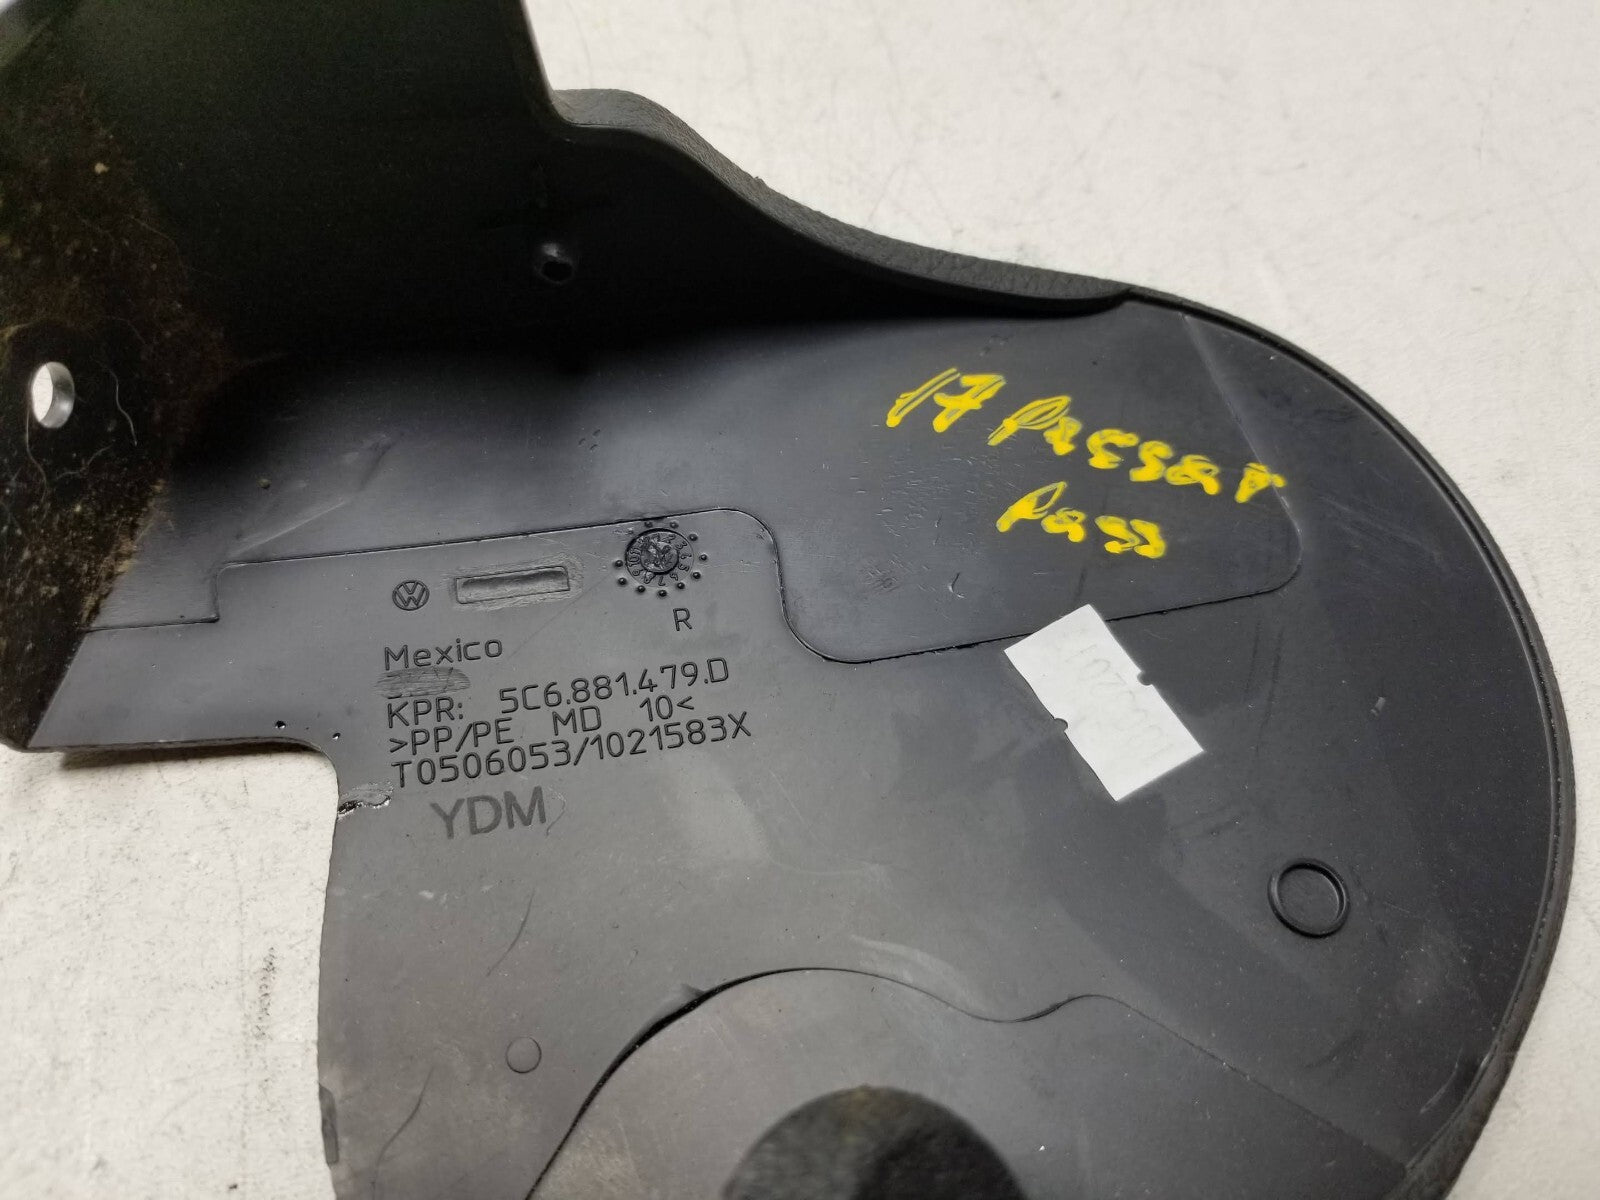 17 Passat
Pass
R
Mexico
KPR: 5C6.881.479.D
>PP/PE MD 10<
T0506053/1021583X
YDM